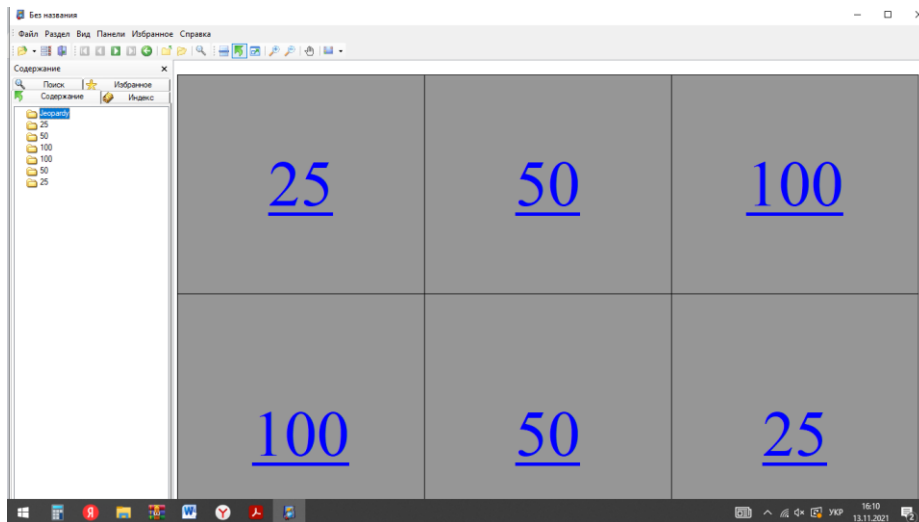 Без названия
Файл Раздел Вид Панели Избранное Справка
Содержание
Поиск Избранное
Содержание Индекс
Jeopardy
25
50
100
100
50
25
25 50 100
100 50 25
УКР 16:10
13.11.2021